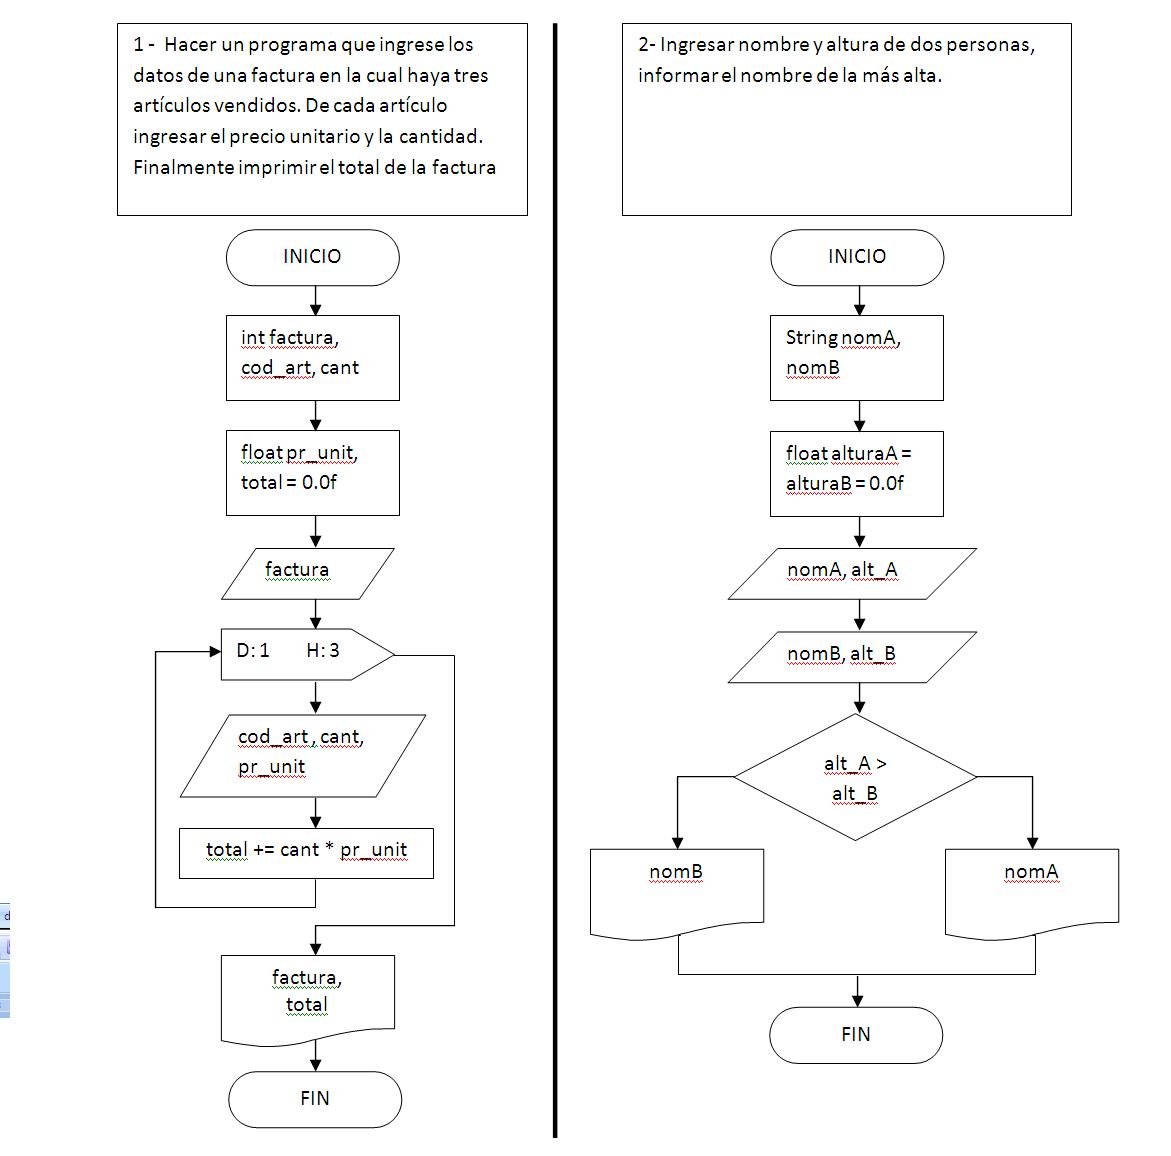 1 - Hacer un programa que ingrese los
datos de una factura en la cual haya tres
artículos vendidos. De cada artículo
ingresar el precio unitario y la cantidad.
Finalmente imprimir el total de la factura
INICIO
int factura,
cod_art, cant
float pr_unit,
total = 0.0f
factura
D: 1 H: 3
cod_art, cant,
pr_unit
total += cant * pr_unit
factura,
total
FIN
2- Ingresar nombre y altura de dos personas,
informar el nombre de la más alta.
INICIO
String nomA,
nomB
float alturaA =
alturaB = 0.0f
nomA, alt_A
nomB, alt_B
alt_A >
alt_B
nomB
nomA
FIN